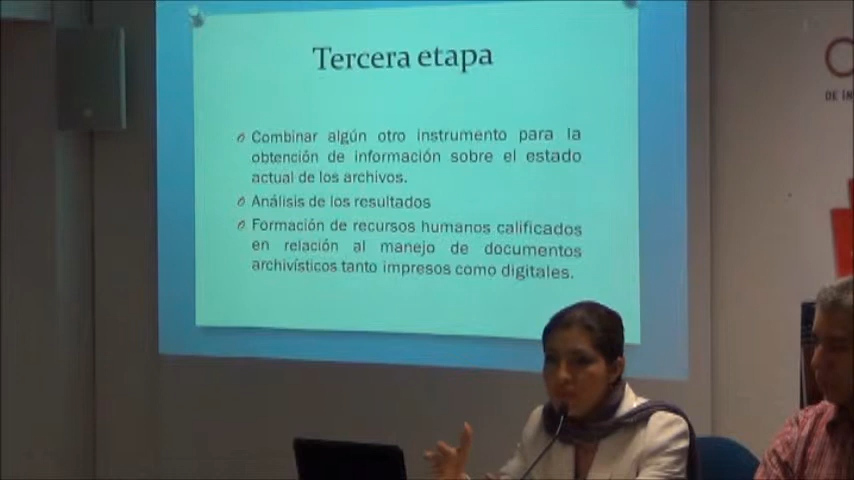 Tercera etapa
Combinar algún otro instrumento para la
obtención de información sobre el estado
actual de los archivos.
Análisis de los resultados
Formación de recursos humanos calificados
en relación al manejo de documentos
archivísticos tanto impresos como digitales.
DE IN